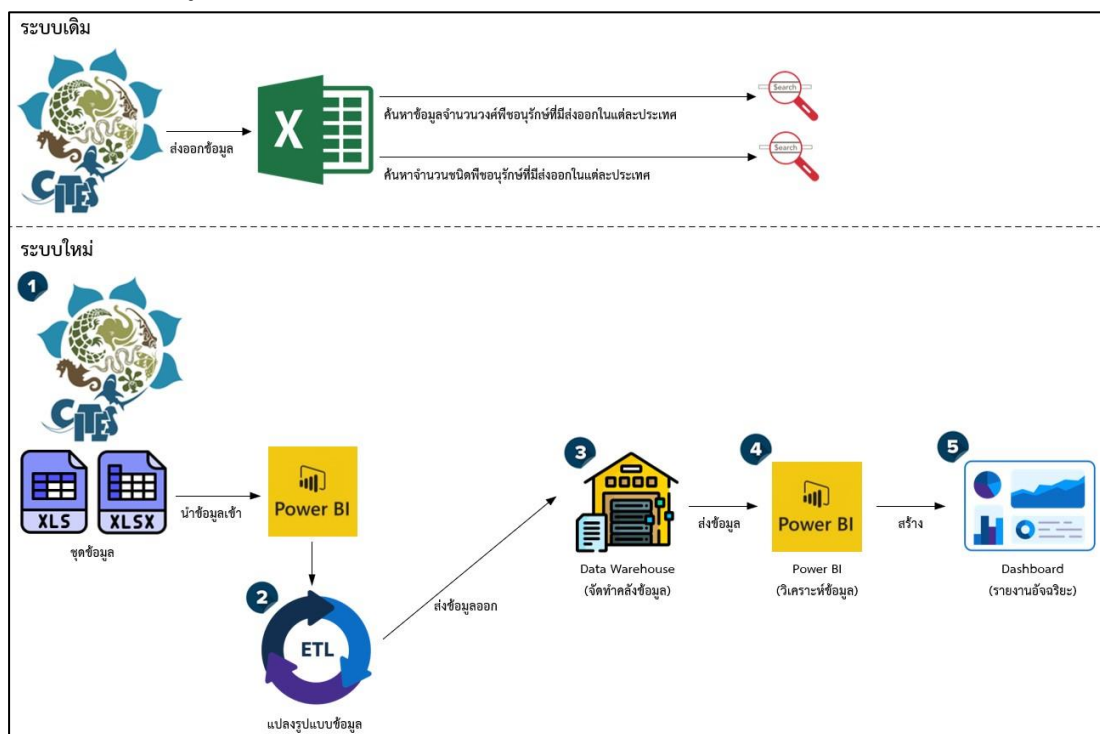 ระบบเดิม
CITES
ส่งออกข้อมูล
X
ค้นหาข้อมูลจำนวนวงศ์พืชอนุรักษ์ที่มีส่งออกในแต่ละประเทศ
Search
ค้นหาจำนวนชนิดพืชอนุรักษ์ที่มีส่งออกในแต่ละประเทศ
Search
ระบบใหม่
1
CITES
XLS
XLSX
ชุดข้อมูล
นำข้อมูลเข้า
Power BI
2
ETL
แปลงรูปแบบข้อมูล
ส่งข้อมูลออก
3
Data Warehouse
(จัดทำคลังข้อมูล)
ส่งข้อมูล
4
Power BI
Power BI
(วิเคราะห์ข้อมูล)
สร้าง
5
Dashboard
(รายงานอัจฉริยะ)